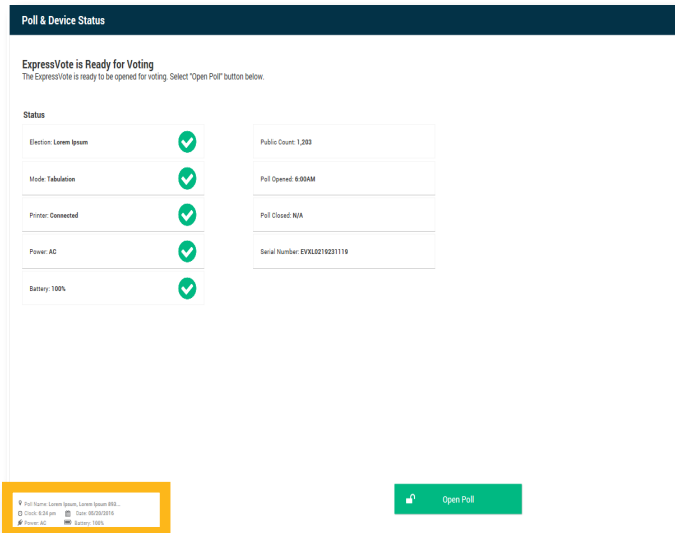 Poll & Device Status
ExpressVote is Ready for Voting
The ExpressVote is ready to be opened for voting. Select "Open Poll" button below.
Status
Election: Lorem Ipsum
Public Count: 1,203
Mode: Tabulation
Poll Opened: 6:00AM
Printer: Connected
Poll Closed: N/A
Power: AC
Serial Number: EVXL0219231119
Battery: 100%
Open Poll
Poll Name: Lorem Ipsum, Lorem Ipsum 893...
Clock: 6:24 pm Date: 08/20/2016
Power: AC Battery: 100%